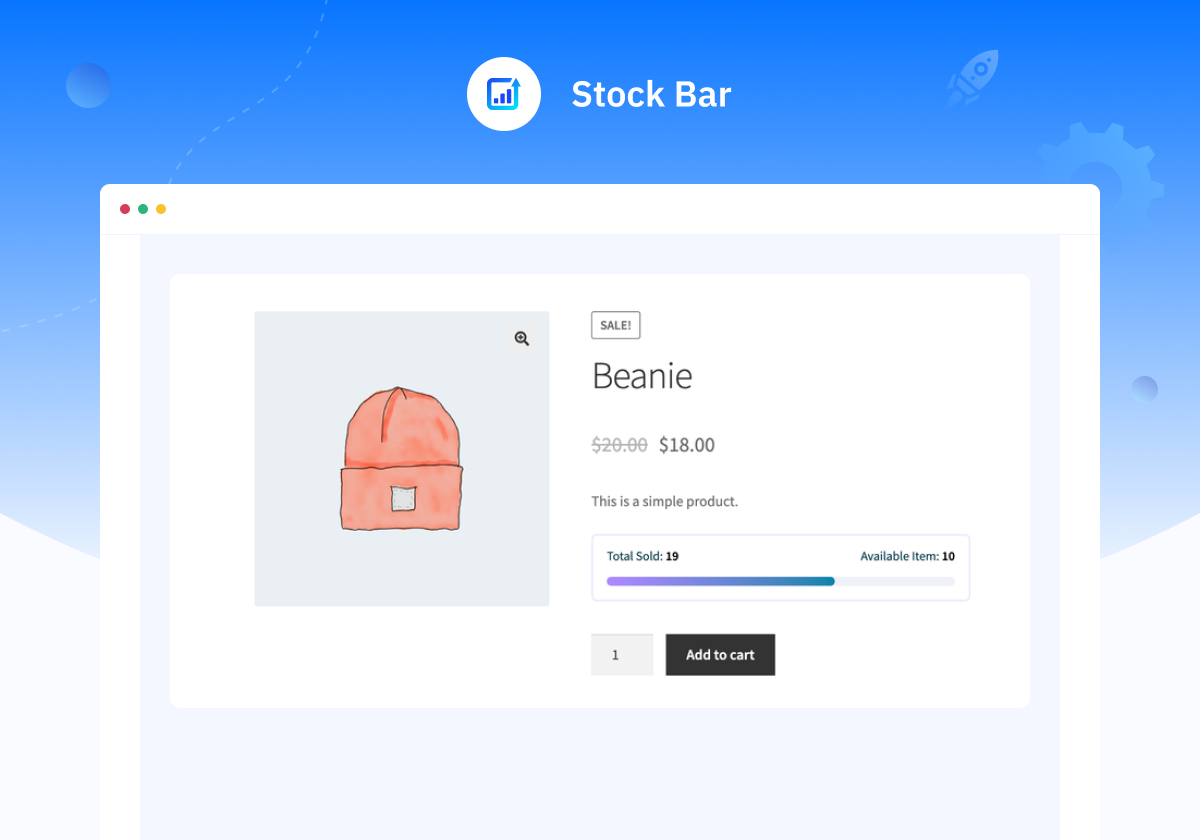 Stock Bar
SALE!
Beanie
$20.00 $18.00
This is a simple product.
Total Sold: 19 Available Item: 10
1 Add to cart